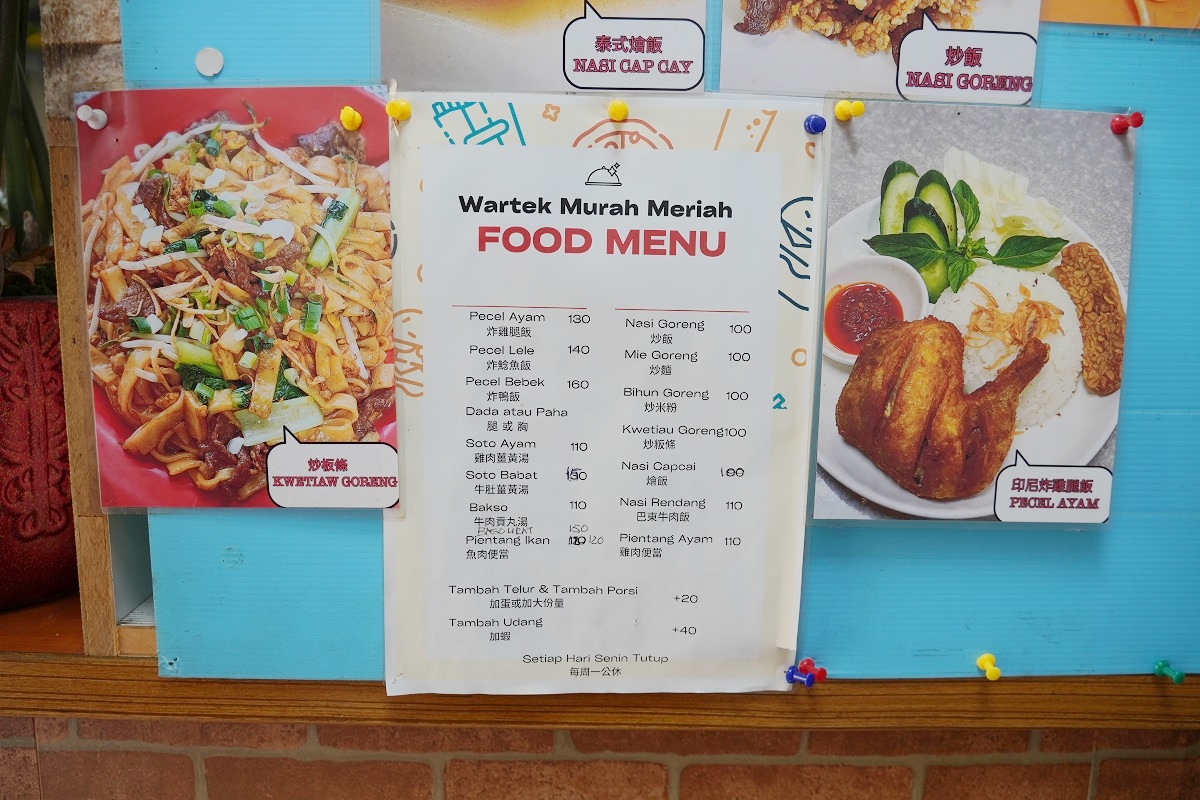 泰式燴飯
NASI CAP CAY
炒飯
NASI GORENG
炒板條
KWETIAW GORENG
Wartek Murah Meriah
FOOD MENU
Pecel Ayam 130
炸雞腿飯
Pecel Lele 140
炸鯰魚飯
Pecel Bebek 160
炸鴨飯
Dada atau Paha
腿 或 胸
Soto Ayam 110
雞肉薑黃湯
Soto Babat
牛肚薑黃湯
Bakso 110
牛肉貢丸湯
150
Pientang Ikan 120
魚肉便當
Nasi Goreng 100
炒飯
Mie Goreng 100
炒麵
Bihun Goreng 100
炒米粉
Kwetiau Goreng100
炒粄條
Nasi Capcai
燴飯
Nasi Rendang 110
巴東牛肉飯
Pientang Ayam 110
雞肉便當
Tambah Telur & Tambah Porsi +20
加蛋或加大份量
Tambah Udang +40
加蝦
Setiap Hari Senin Tutup
每周一公休
印尼炸雞腿飯
PECEL AYAM